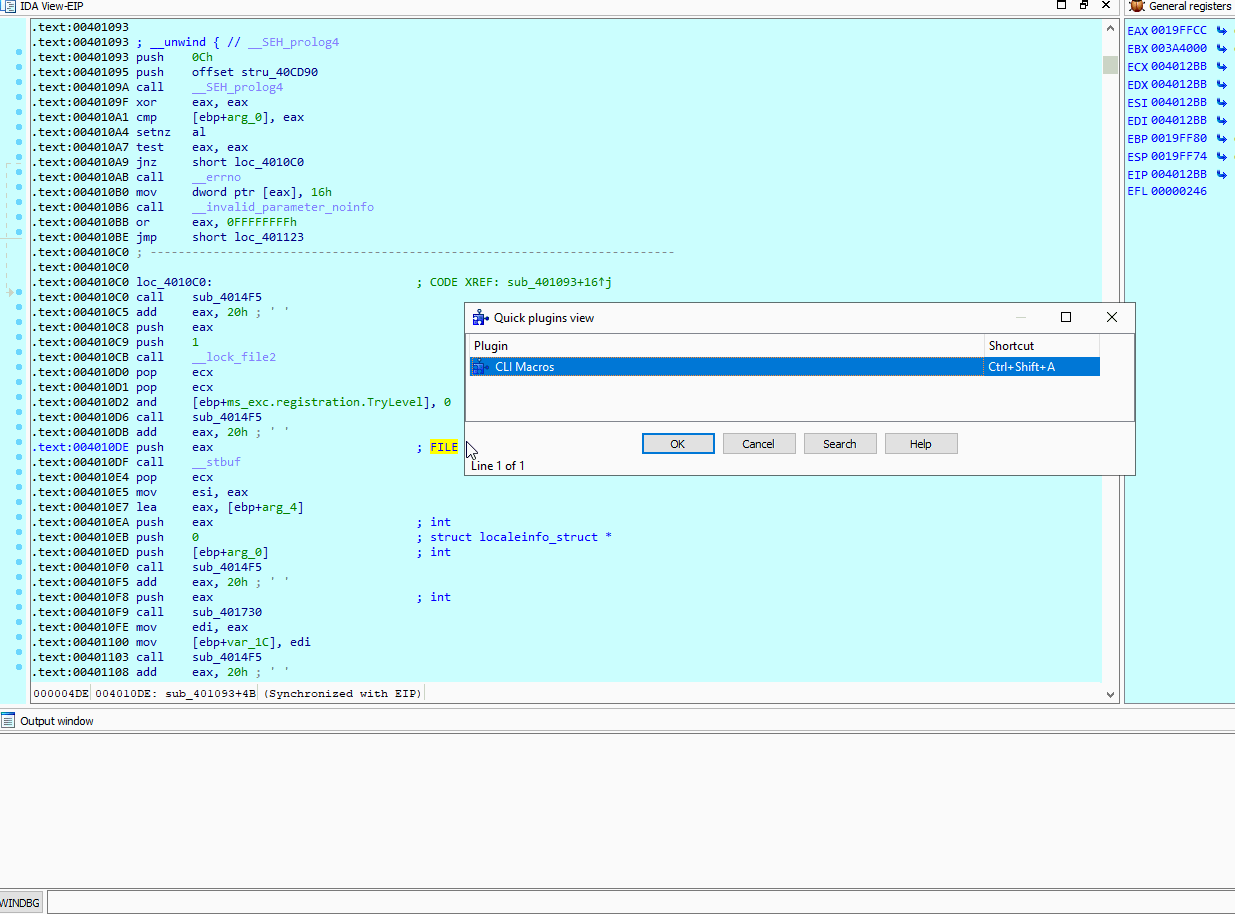 IDA View-EIP
.text:00401093
.text:00401093 ; __unwind { // __SEH_prolog4
.text:00401093 push    0Ch
.text:00401095 push    offset stru_40CD90
.text:0040109A call    __SEH_prolog4
.text:0040109F xor     eax, eax
.text:004010A1 cmp     [ebp+arg_0], eax
.text:004010A4 setnz   al
.text:004010A7 test    eax, eax
.text:004010A9 jnz     short loc_4010C0
.text:004010AB call    __errno
.text:004010B0 mov     dword ptr [eax], 16h
.text:004010B6 call    __invalid_parameter_noinfo
.text:004010BB or      eax, 0FFFFFFFFh
.text:004010BE jmp     short loc_401123
.text:004010C0 ; ---------------------------------------------------------------------------
.text:004010C0
.text:004010C0 loc_4010C0:                             ; CODE XREF: sub_401093+16↑j
.text:004010C0 call    sub_4014F5
.text:004010C5 add     eax, 20h ; ' '
.text:004010C8 push    eax
.text:004010C9 push    1
.text:004010CB call    __lock_file2
.text:004010D0 pop     ecx
.text:004010D1 pop     ecx
.text:004010D2 and     [ebp+ms_exc.registration.TryLevel], 0
.text:004010D6 call    sub_4014F5
.text:004010DB add     eax, 20h ; ' '
.text:004010DE push    eax                             ; FILE
.text:004010DF call    __stbuf
.text:004010E4 pop     ecx
.text:004010E5 mov     esi, eax
.text:004010E7 lea     eax, [ebp+arg_4]
.text:004010EA push    eax                             ; int
.text:004010EB push    0                               ; struct localeinfo_struct *
.text:004010ED push    [ebp+arg_0]                     ; int
.text:004010F0 call    sub_4014F5
.text:004010F5 add     eax, 20h ; ' '
.text:004010F8 push    eax                             ; int
.text:004010F9 call    sub_401730
.text:004010FE mov     edi, eax
.text:00401100 mov     [ebp+var_1C], edi
.text:00401103 call    sub_4014F5
.text:00401108 add     eax, 20h ; ' '
000004DE 004010DE: sub_401093+4B (Synchronized with EIP)
Quick plugins view
Plugin Shortcut
CLI Macros Ctrl+Shift+A
OK Cancel Search Help
Line 1 of 1
General registers
EAX 0019FFCC
EBX 003A4000
ECX 004012BB
EDX 004012BB
ESI 004012BB
EDI 004012BB
EBP 0019FF80
ESP 0019FF74
EIP 004012BB
EFL 00000246
Output window
WINDBG